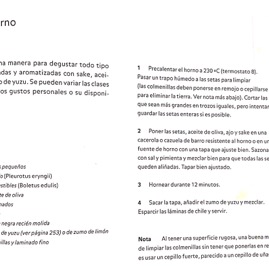 rno
na manera para degustar todo tipo
adas y aromatizadas con sake, acei-
o de yuzu. Se pueden variar las clases
os gustos personales o su disponi-
s pequeños
o (Pleurotus eryngii)
stibles (Boletus edulis)
te de oliva
nados
negra recién molida
de yuzu (ver página 253) o de zumo de limón
illas y laminado fino
1 Precalentar el horno a 230 ºC (termostato 8).
Pasar un trapo húmedo a las setas para limpiar
(las colmenillas deben ponerse en remojo o cepillarse
para eliminar la tierra. Ver nota más abajo). Cortar las
que sean más grandes en trozos iguales, pero intentan
guardar las setas enteras si es posible.
2 Poner las setas, aceite de oliva, ajo y sake en una
cacerola o cazuela de barro resistente al horno o en un
fuente de horno con una tapa que ajuste bien. Sazona
con sal y pimienta y mezclar bien para que todas las se
queden aliñadas. Tapar bien ajustado.
3 Hornear durante 12 minutos.
4 Sacar la tapa, añadir el zumo de yuzu y mezclar.
Esparcir las láminas de chile y servir.
Nota Al tener una superficie rugosa, una buena m
de limpiar las colmenillas sin tener que ponerlas en re
es usar un cepillo fuerte, parecido a un cepillo de uña